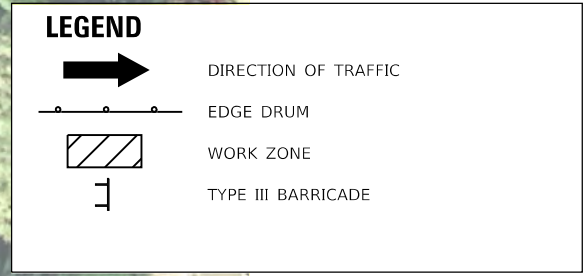 LEGEND
DIRECTION OF TRAFFIC
EDGE DRUM
WORK ZONE
TYPE III BARRICADE